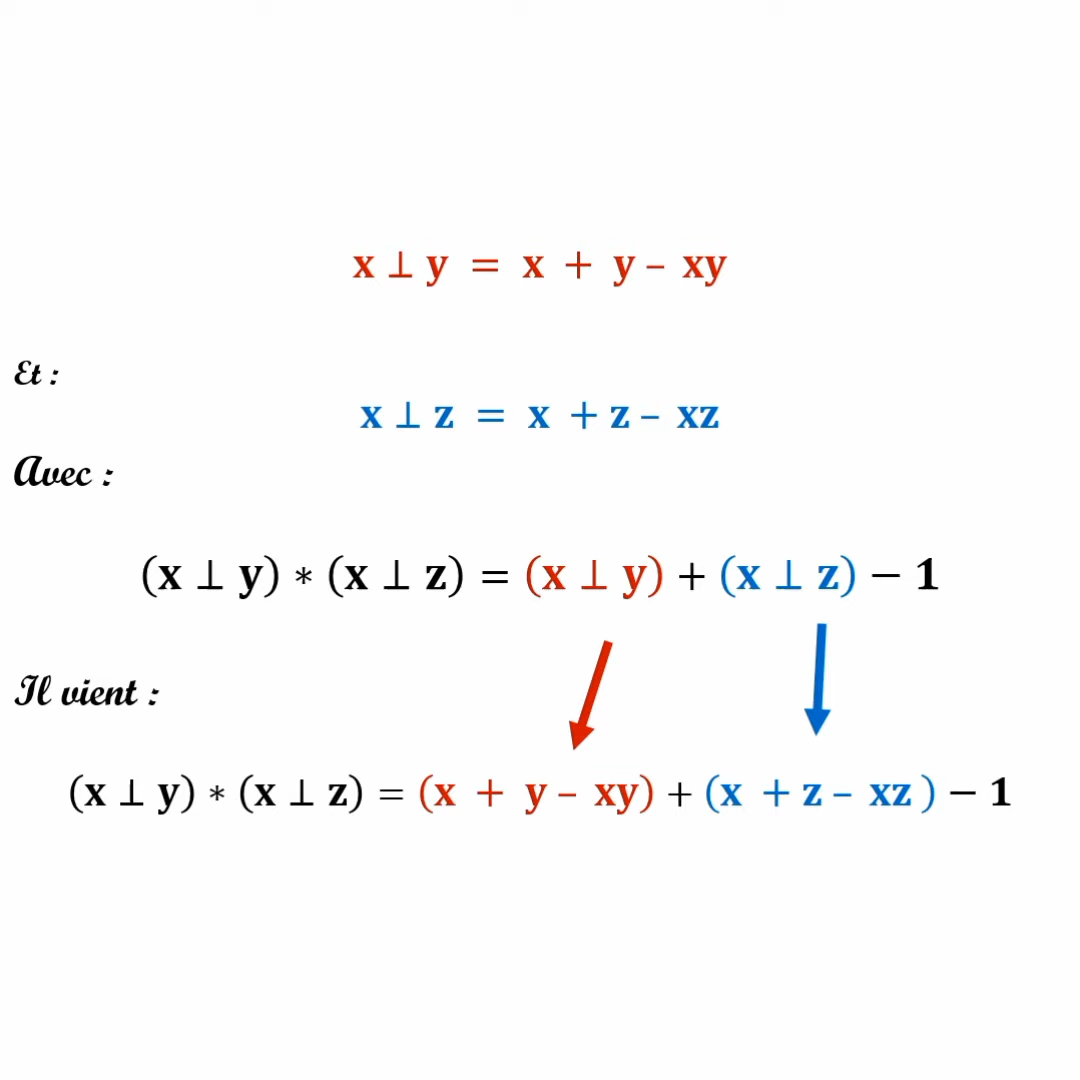 x ⊥ y = x + y – xy
Et :
x ⊥ z = x + z – xz
Avec :
(x ⊥ y) ∗ (x ⊥ z) = (x ⊥ y) + (x ⊥ z) − 1
Il vient :
(x ⊥ y) ∗ (x ⊥ z) = (x + y – xy) + (x + z – xz ) − 1